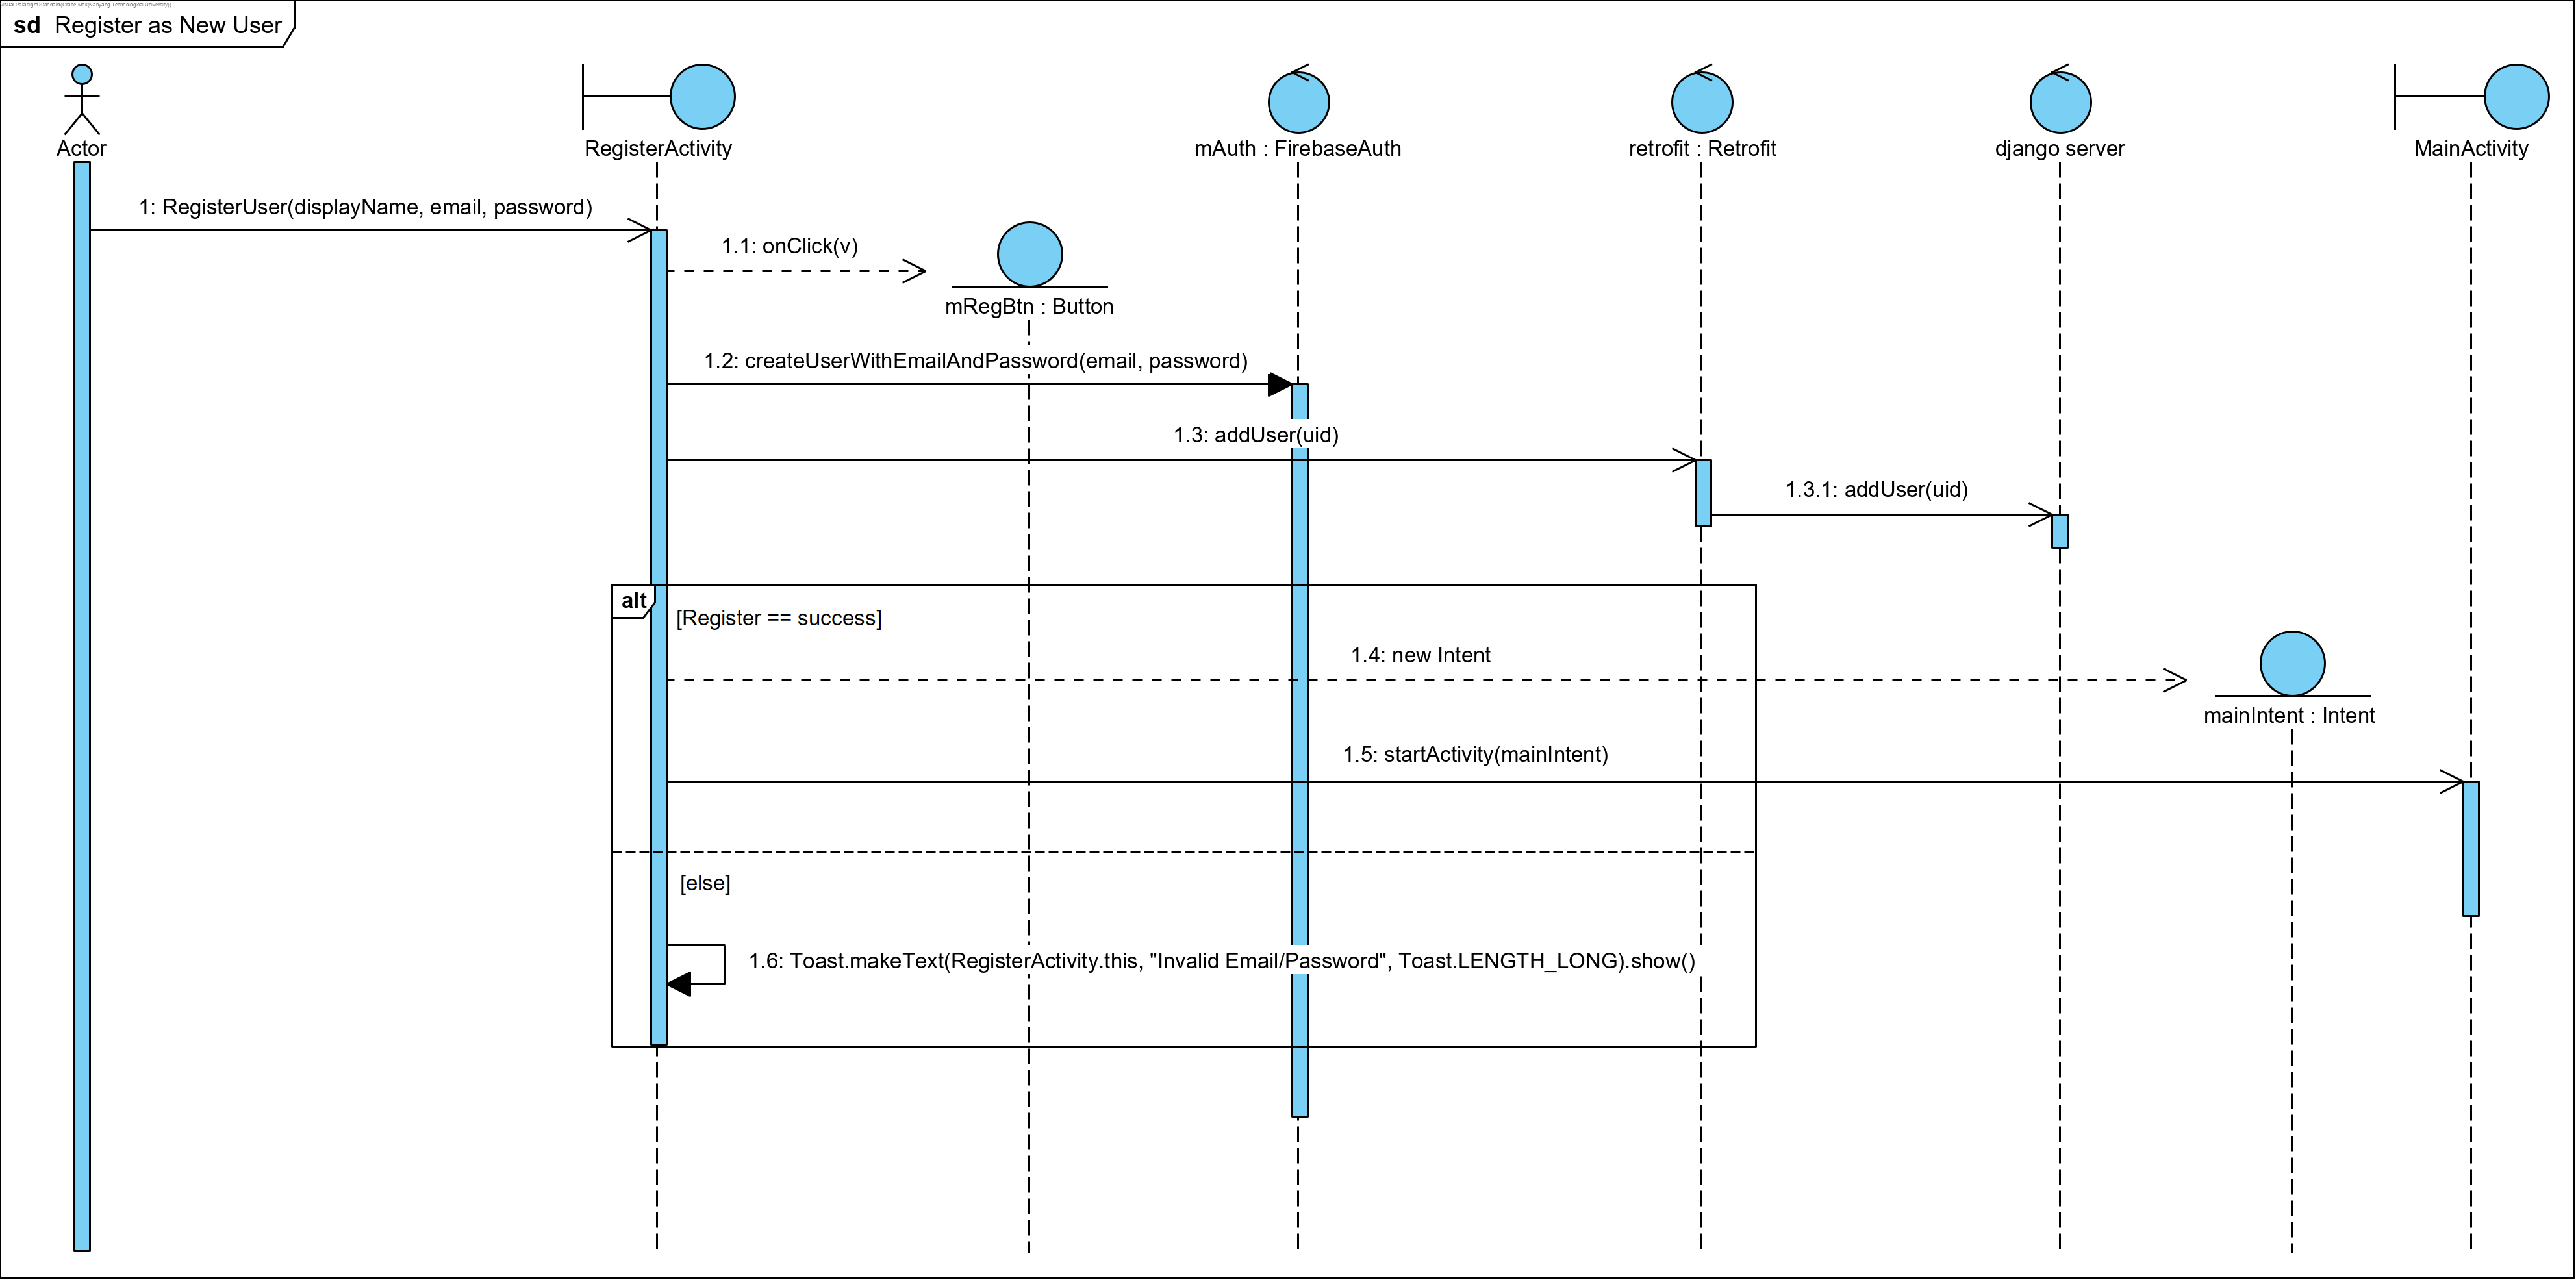 Visual Paradigm Standard(Grace Mok(Nanyang Technological University))
sd Register as New User
Actor
RegisterActivity
mAuth : FirebaseAuth
retrofit : Retrofit
django server
MainActivity
1: RegisterUser(displayName, email, password)
1.1: onClick(v)
mRegBtn : Button
1.2: createUserWithEmailAndPassword(email, password)
1.3: addUser(uid)
1.3.1: addUser(uid)
alt
[Register == success]
1.4: new Intent
mainIntent : Intent
1.5: startActivity(mainIntent)
[else]
1.6: Toast.makeText(RegisterActivity.this, "Invalid Email/Password", Toast.LENGTH_LONG).show()